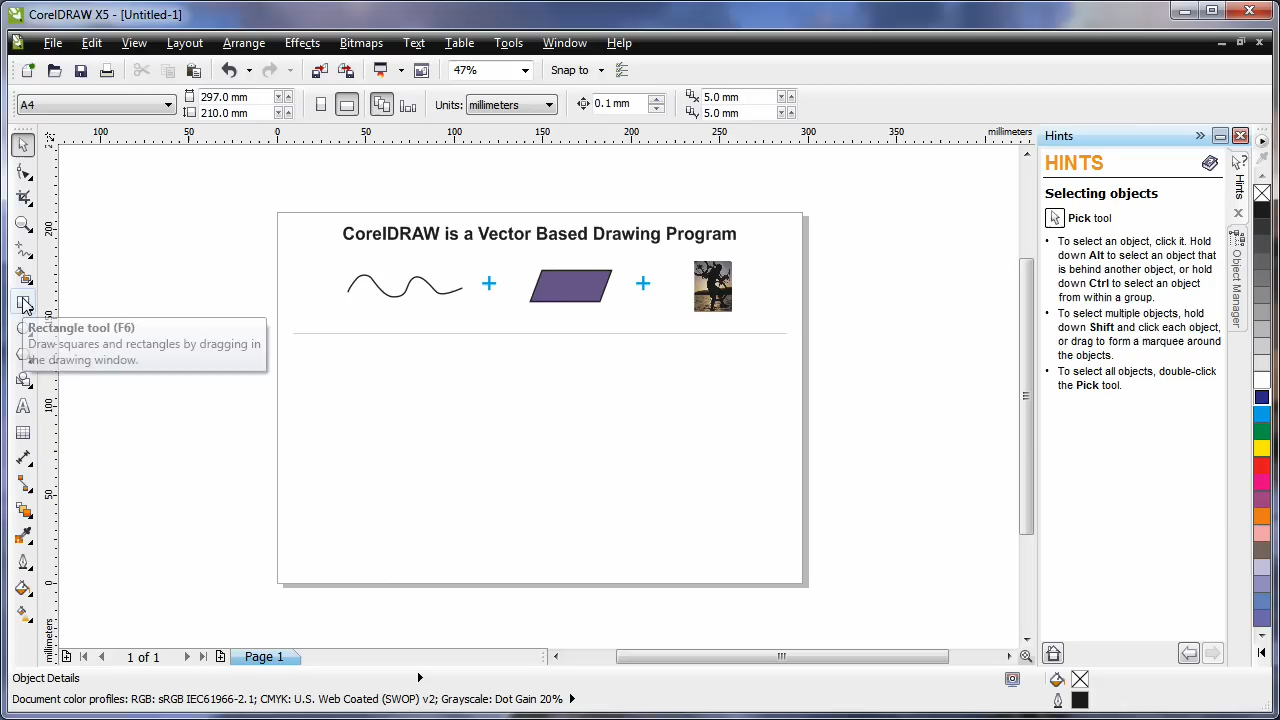 CorelDRAW X5 - [Untitled-1]
File Edit View Layout Arrange Effects Bitmaps Text Table Tools Window Help
47% Snap to
A4 297.0 mm 210.0 mm Units: millimeters 0.1 mm 5.0 mm 5.0 mm
100 50 0 50 100 150 200 250 300 350 millimeters
Hints
HINTS
Selecting objects
Pick tool
• To select an object, click it. Hold
down Alt to select an object that
is behind another object, or hold
down Ctrl to select an object
from within a group.
• To select multiple objects, hold
down Shift and click each object,
or drag to form a marquee around
the objects.
• To select all objects, double-click
the Pick tool.
Hints
Object Manager
CorelDRAW is a Vector Based Drawing Program
+ +
Rectangle tool (F6)
Draw squares and rectangles by dragging in
the drawing window.
200
100
50
0
millimeters
1 of 1 Page 1
Object Details
Document color profiles: RGB: sRGB IEC61966-2.1; CMYK: U.S. Web Coated (SWOP) v2; Grayscale: Dot Gain 20%